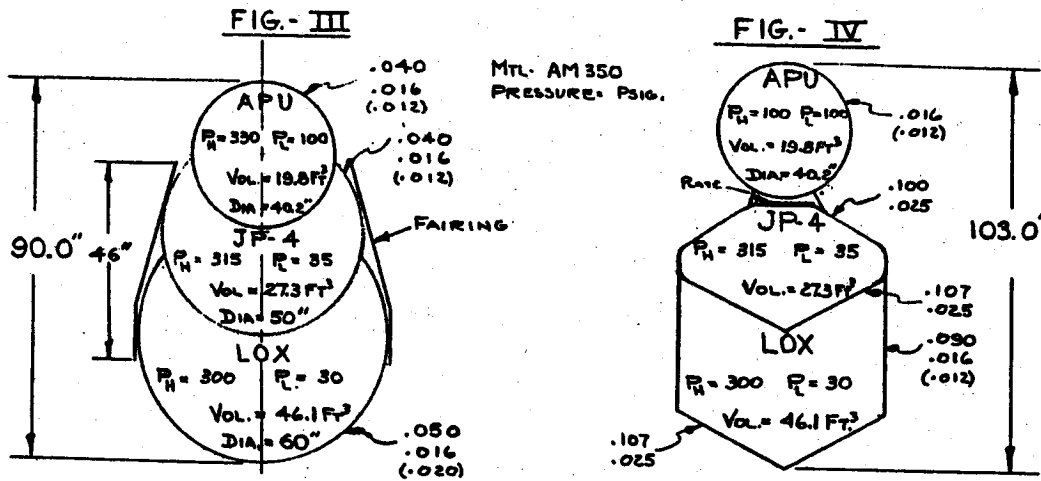 FIG.- III
.040
.016
(.012)
MTL- AM 350
PRESSURE= PSIG.
APU
P_H=330 P_L=100
VOL.= 19.8 FT³
DIA=40.2"
.040
.016
(.012)
90.0"
46"
FAIRING
JP-4
P_H = 315 P_L = 35
VOL = 27.3 FT³
DIA= 50"
LOX
P_H = 300 P_L = 30
VOL. = 46.1 FT³
DIA.= 60"
.050
.016
(.020)
FIG.- IV
APU
P_H=100 P_L=100
VOL.= 19.8 FT³
DIA=40.2"
.016
(.012)
.100
.025
103.0"
JP-4
P_H = 315 P_L = 35
VOL.= 27.3 FT³
.107
.025
LOX
.090
.016
(.012)
P_H = 300 P_L = 30
VOL.= 46.1 FT.³
.107
.025